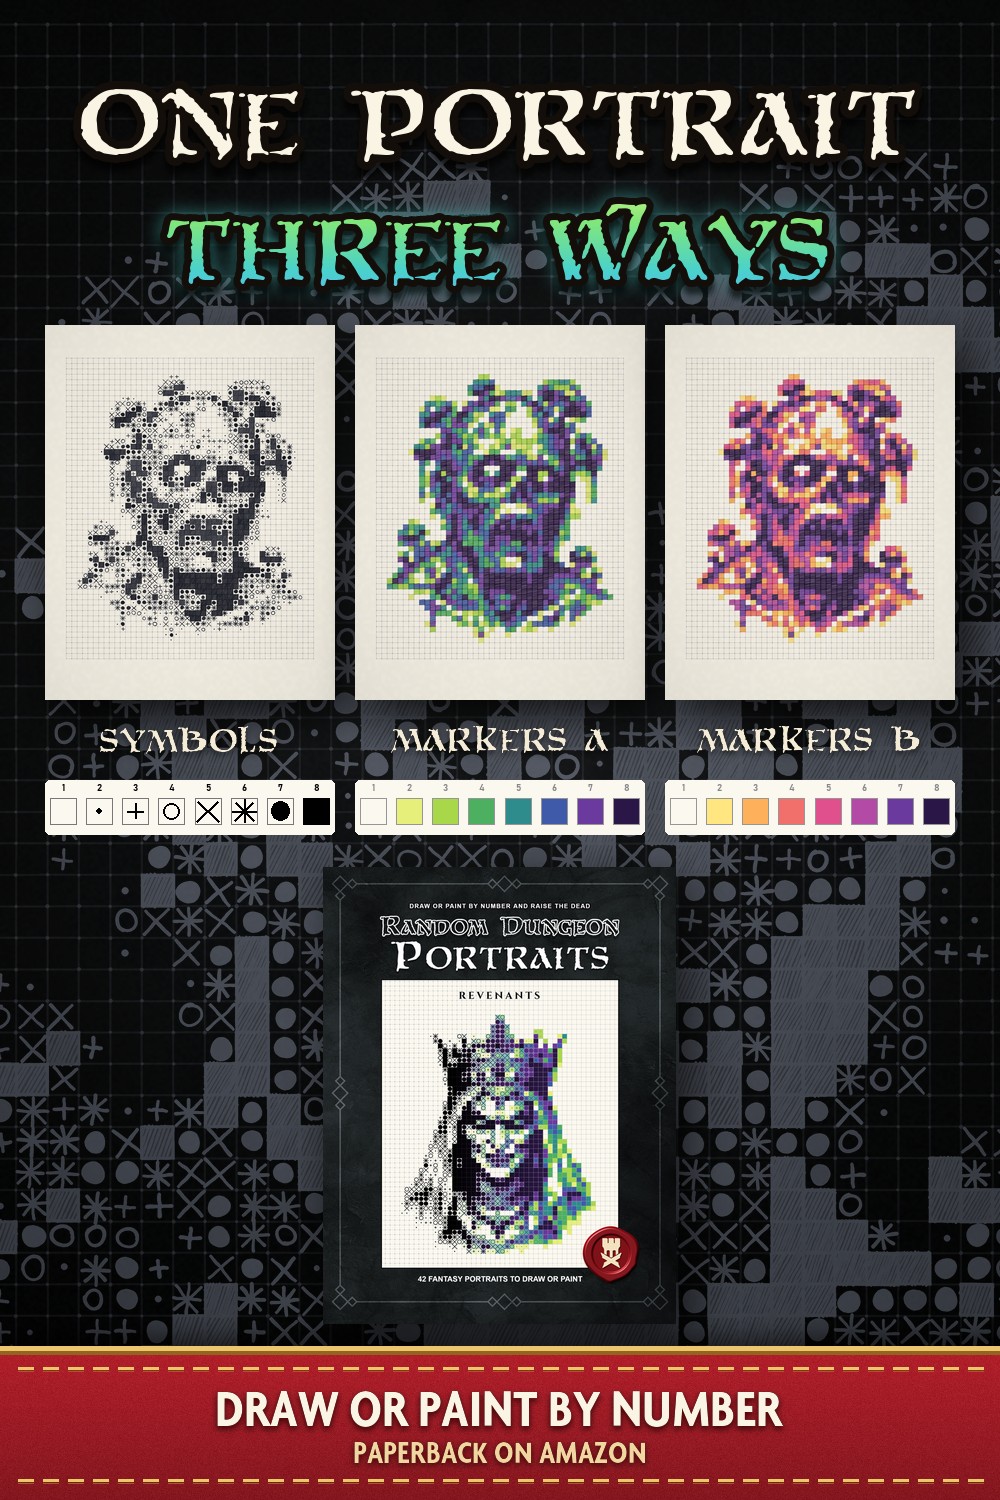 ONE PORTRAIT
THREE WAYS
SYMBOLS
MARKERS A
MARKERS B
1 2 3 4 5 6 7 8
1 2 3 4 5 6 7 8
1 2 3 4 5 6 7 8
DRAW OR PAINT BY NUMBER AND RAISE THE DEAD
RANDOM DUNGEON
PORTRAITS
REVENANTS
42 FANTASY PORTRAITS TO DRAW OR PAINT
DRAW OR PAINT BY NUMBER
PAPERBACK ON AMAZON